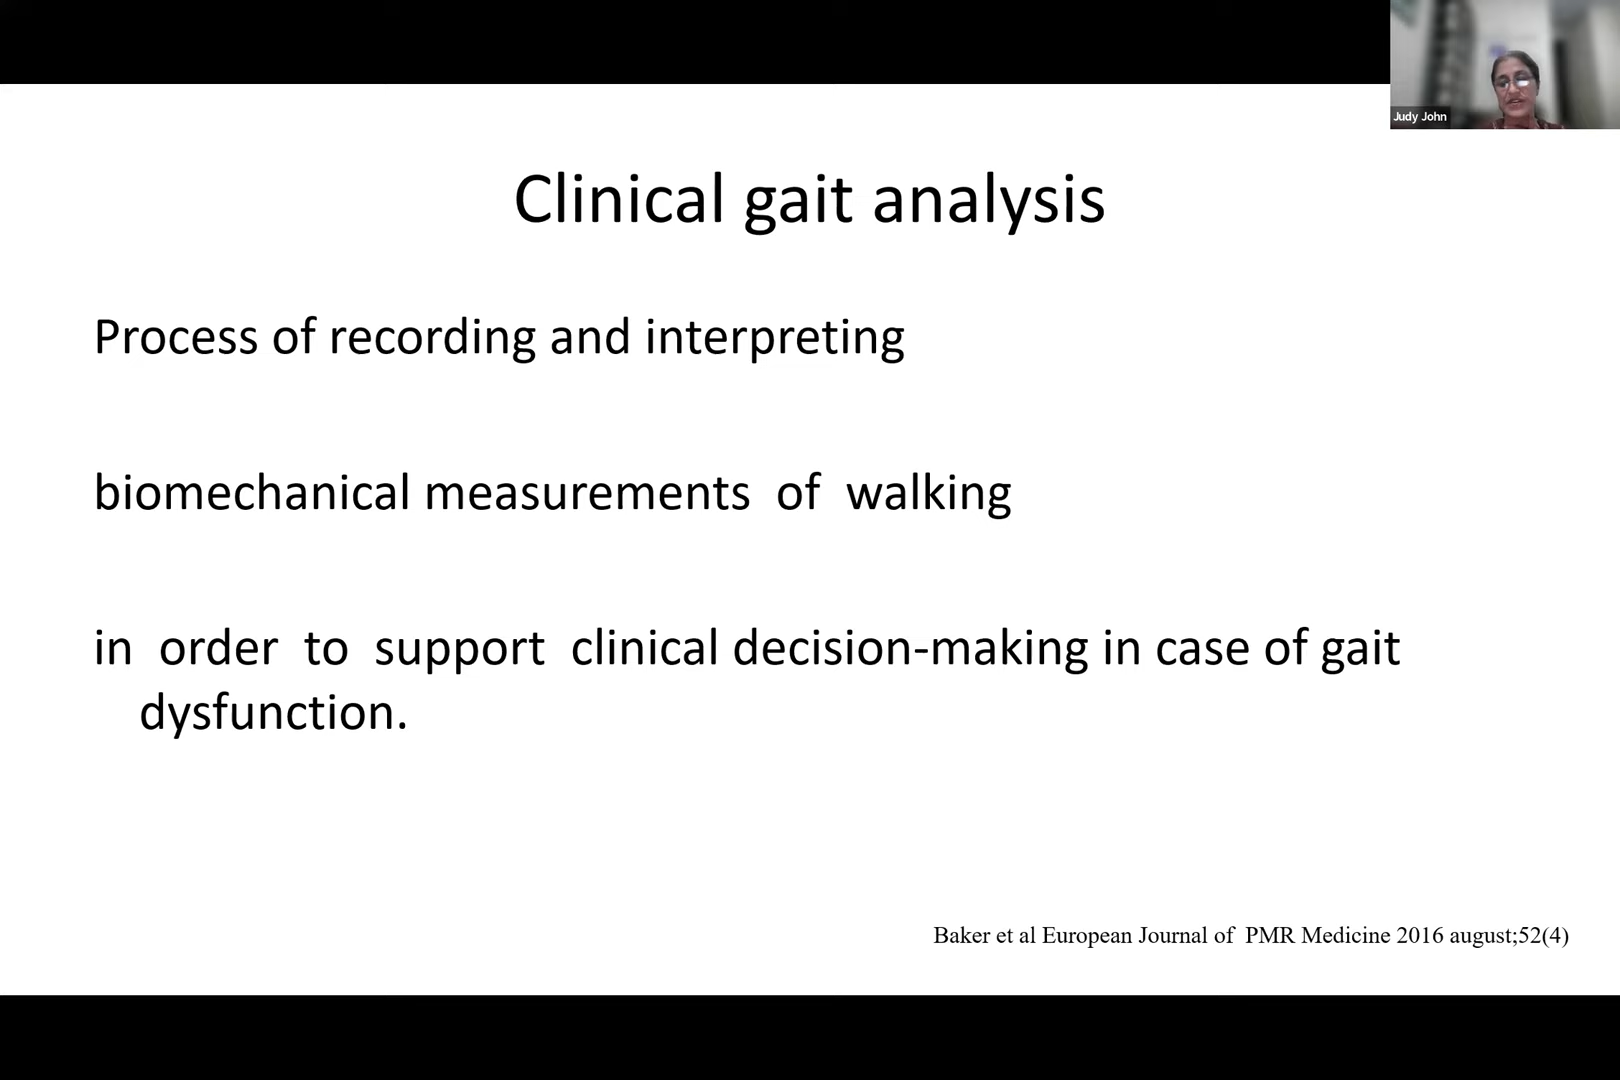 Judy John
Clinical gait analysis
Process of recording and interpreting
biomechanical measurements of walking
in order to support clinical decision-making in case of gait
dysfunction.
Baker et al European Journal of PMR Medicine 2016 august;52(4)